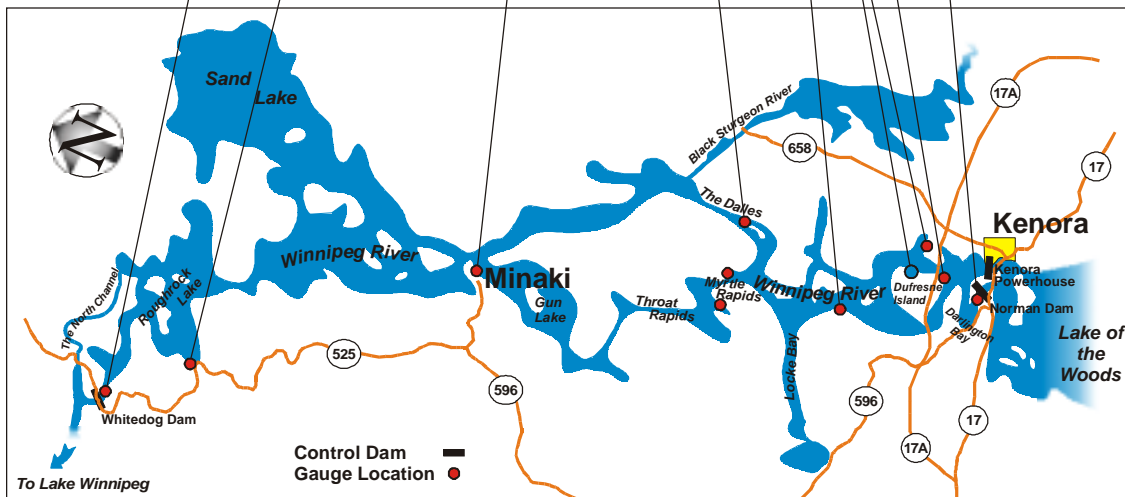 Sand
Lake
N
Black Sturgeon River
17A
658
17
The Dalles
Kenora
Winnipeg River
Minaki
Kenora
Powerhouse
The North Channel
Roughrock
Lake
Gun
Lake
Throat
Rapids
Myrtle
Rapids
Winnipeg River
Dufresne
Island
Norman Dam
Darlington
Bay
Lake of
the
Woods
Locke Bay
525
596
596
17
17A
Whitedog Dam
Control Dam
Gauge Location
To Lake Winnipeg